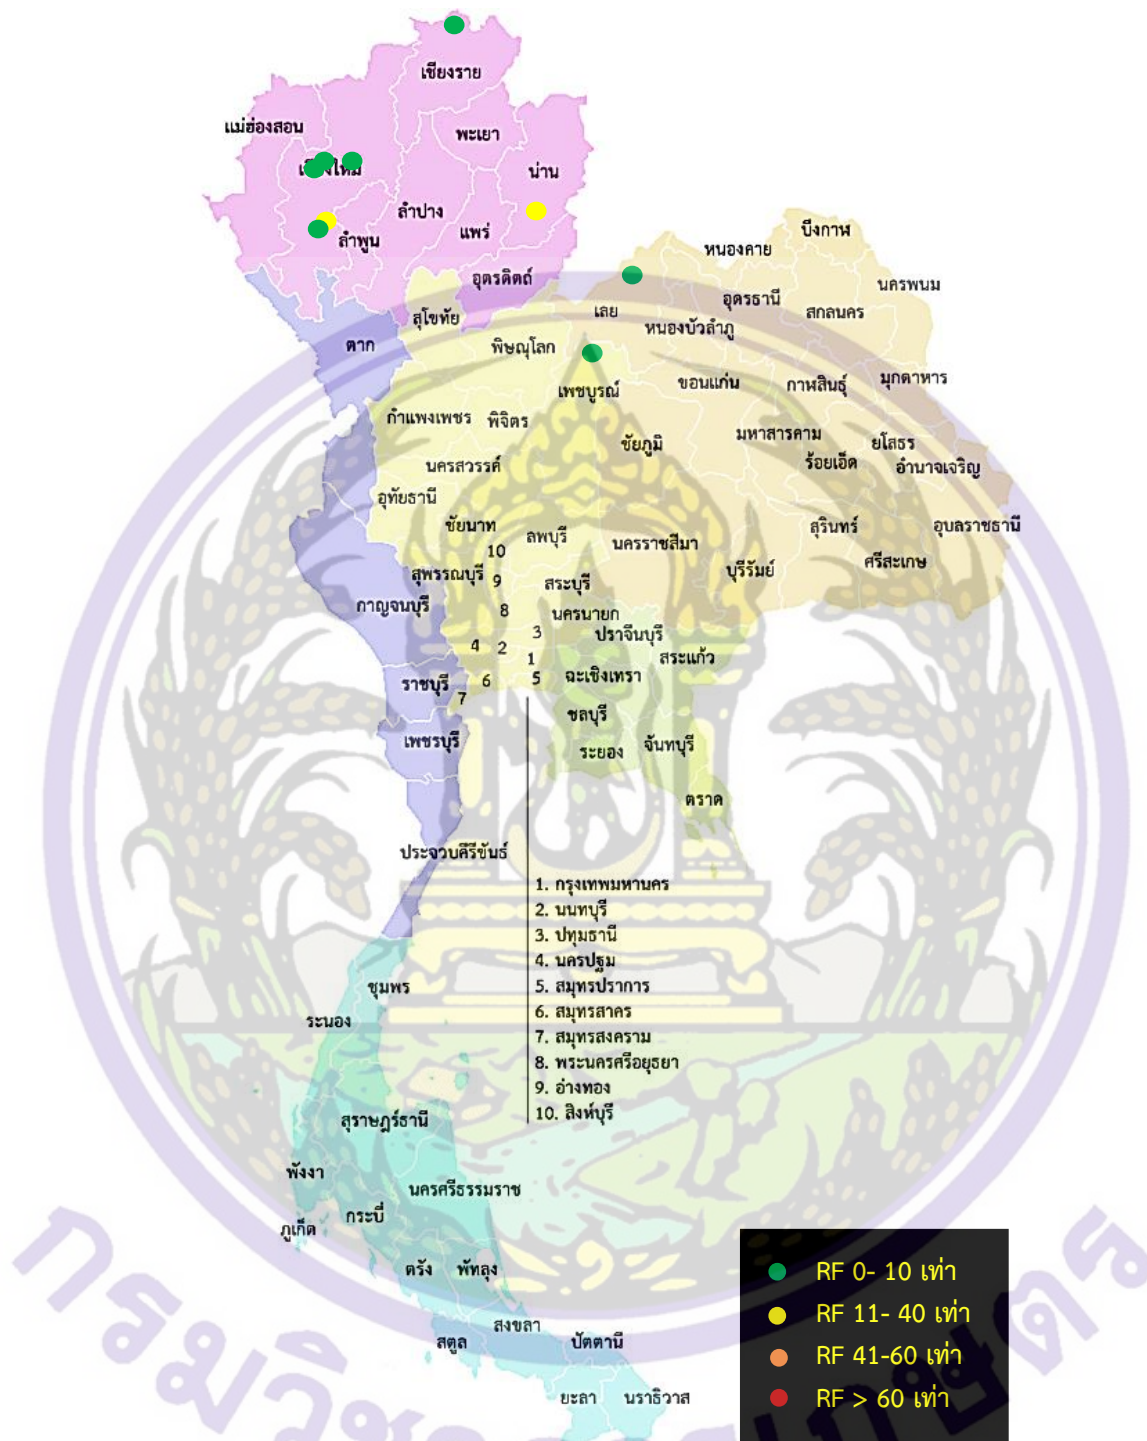 เชียงราย
แม่ฮ่องสอน
พะเยา
เชียงใหม่
น่าน
ลำปาง
ลำพูน
แพร่
อุตรดิตถ์
บึงกาฬ
หนองคาย
นครพนม
อุดรธานี
เลย
สกลนคร
สุโขทัย
หนองบัวลำภู
ตาก
พิษณุโลก
ขอนแก่น
กาฬสินธุ์
มุกดาหาร
เพชบูรณ์
กำแพงเพชร
พิจิตร
มหาสารคาม
ชัยภูมิ
ยโสธร
นครสวรรค์
ร้อยเอ็ด
อำนาจเจริญ
อุทัยธานี
ชัยนาท
ลพบุรี
นครราชสีมา
สุรินทร์
อุบลราชธานี
10
สุพรรณบุรี
9
สระบุรี
บุรีรัมย์
ศรีสะเกษ
กาญจนบุรี
8
นครนายก
3
ปราจีนบุรี
4
2
1
สระแก้ว
ราชบุรี
6
5
ฉะเชิงเทรา
7
ชลบุรี
เพชรบุรี
ระยอง
จันทบุรี
ตราด
ประจวบคีรีขันธ์
1. กรุงเทพมหานคร
2. นนทบุรี
3. ปทุมธานี
4. นครปฐม
5. สมุทรปราการ
6. สมุทรสาคร
7. สมุทรสงคราม
8. พระนครศรีอยุธยา
9. อ่างทอง
10. สิงห์บุรี
ชุมพร
ระนอง
สุราษฎร์ธานี
พังงา
นครศรีธรรมราช
กระบี่
ภูเก็ต
ตรัง
พัทลุง
สงขลา
สตูล
ปัตตานี
ยะลา
นราธิวาส
RF 0- 10 เท่า
RF 11- 40 เท่า
RF 41-60 เท่า
RF > 60 เท่า